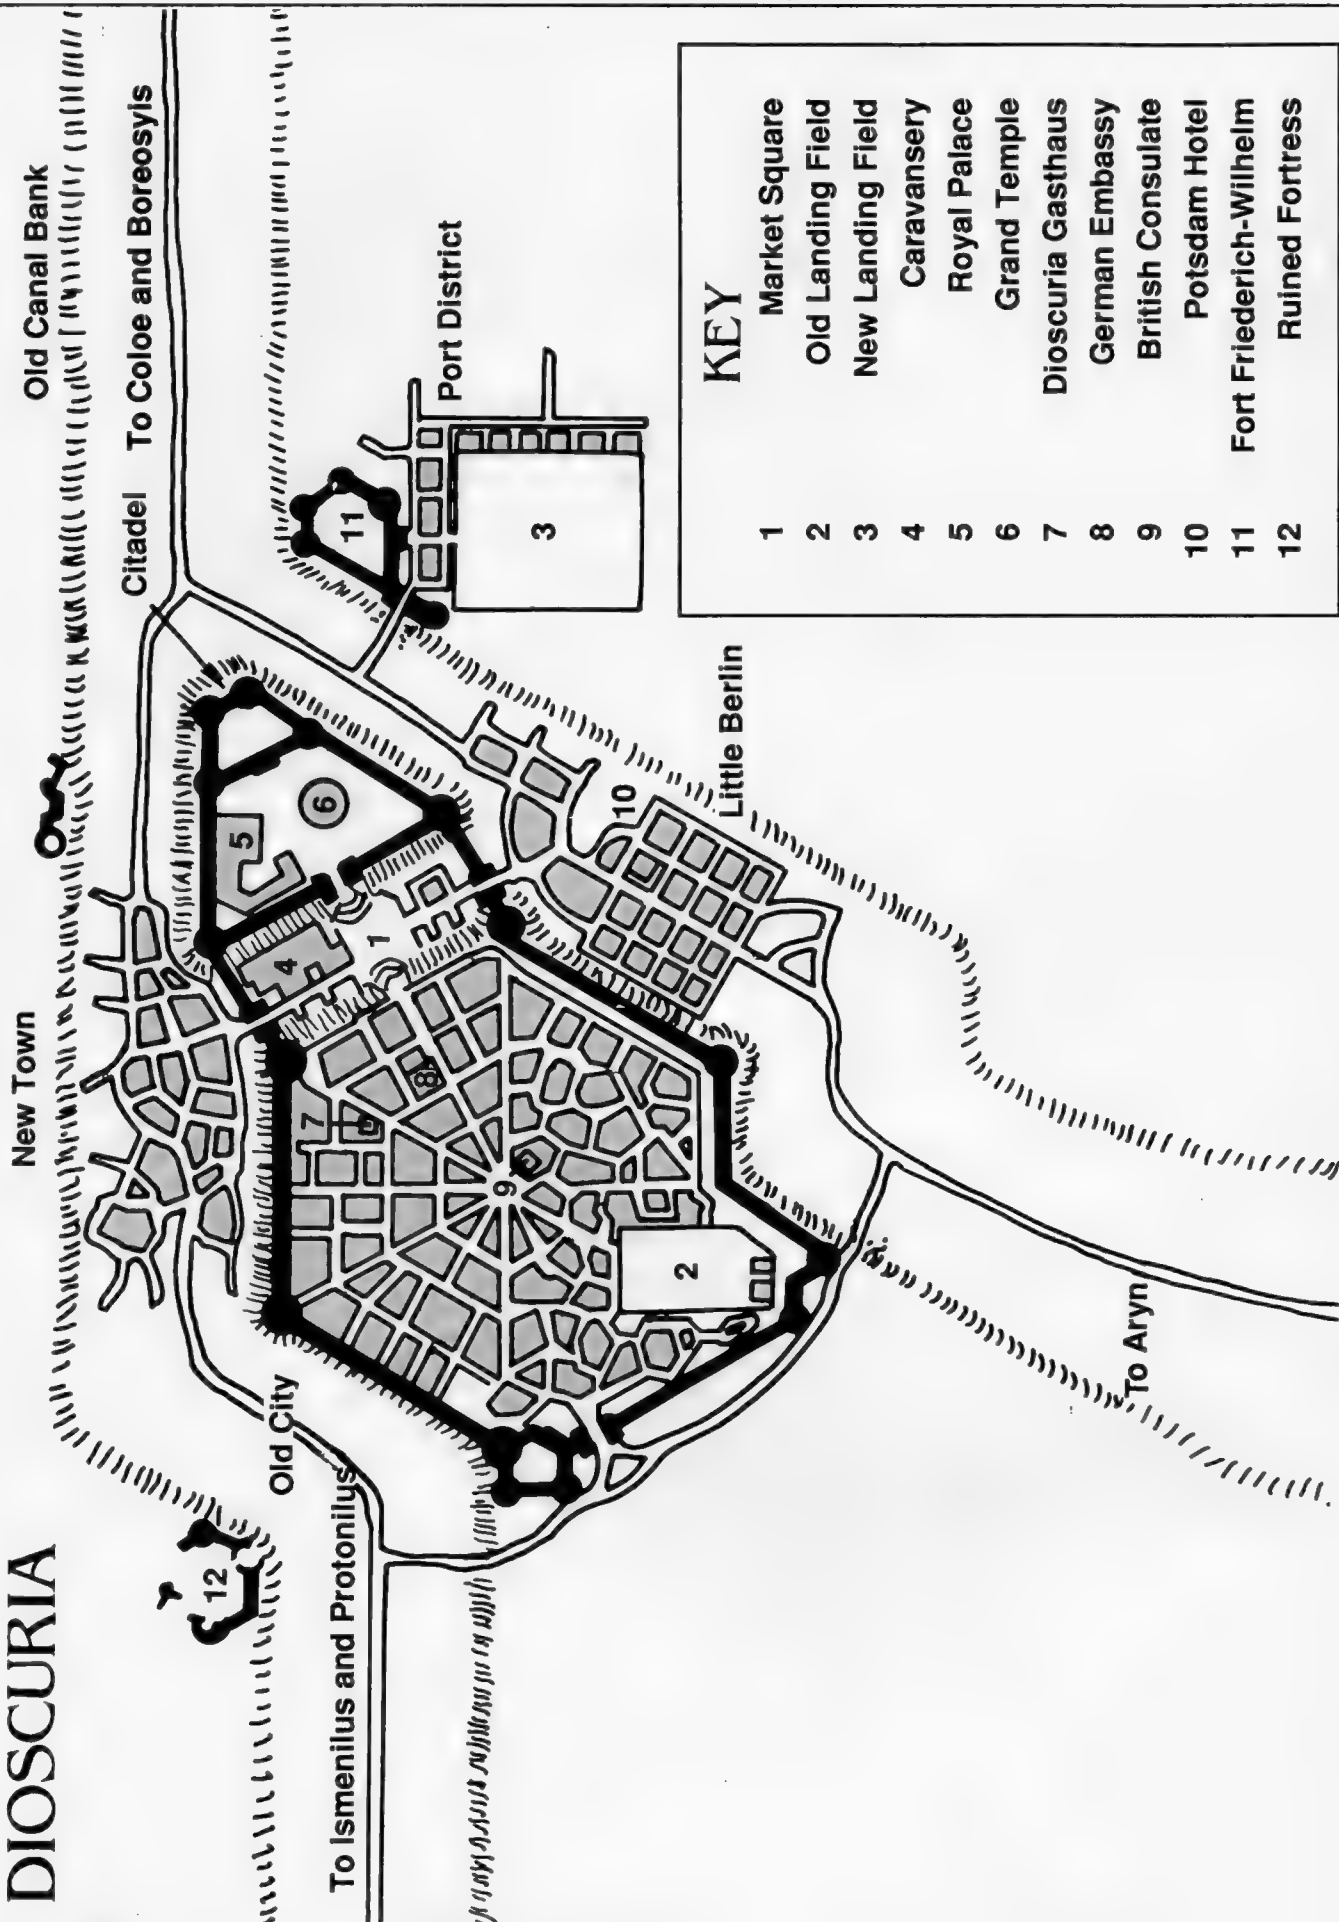 DIOSCURIA
New Town
Old Canal Bank
Citadel
To Coloe and Boreosyis
Old City
To Ismenilus and Protonilus
Port District
Little Berlin
To Aryn
12
5
6
4
1
7
8
9
2
10
11
3
KEY
1 Market Square
2 Old Landing Field
3 New Landing Field
4 Caravansery
5 Royal Palace
6 Grand Temple
7 Dioscuria Gasthaus
8 German Embassy
9 British Consulate
10 Potsdam Hotel
11 Fort Friederich-Wilhelm
12 Ruined Fortress